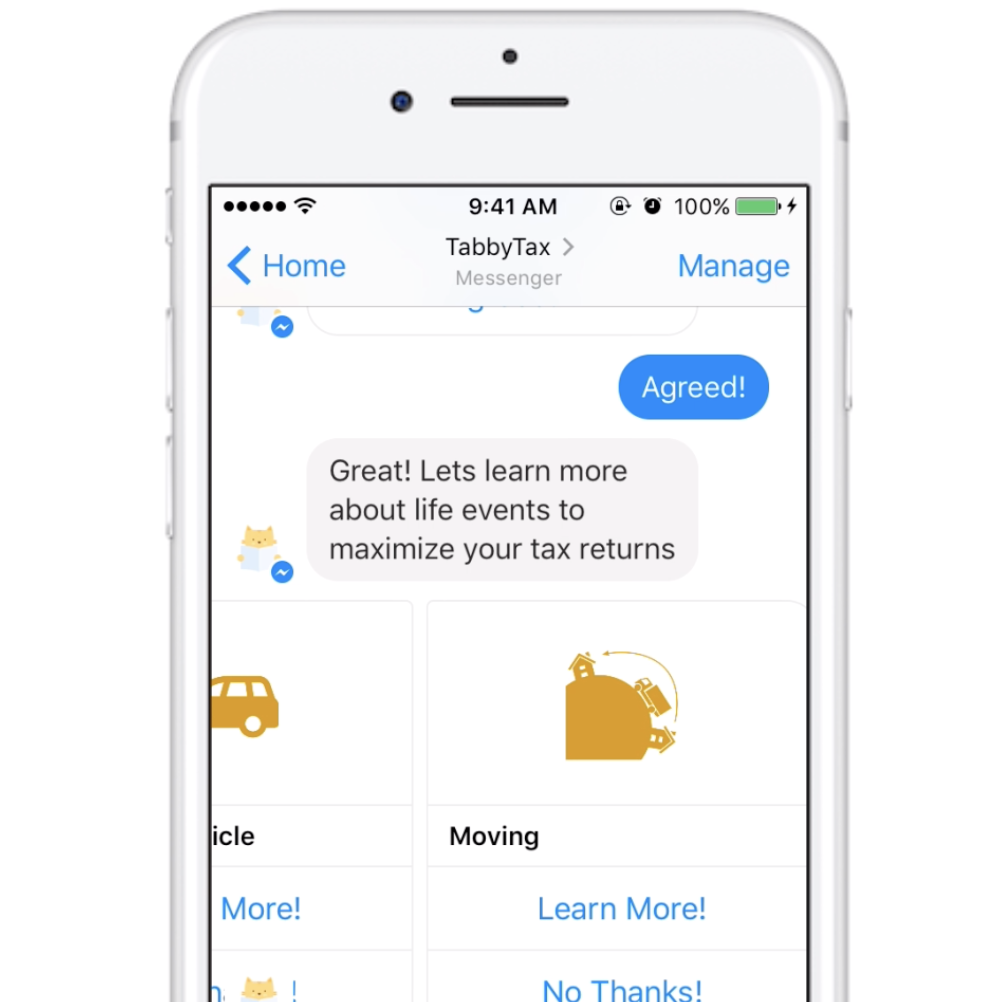 9:41 AM
100%
Home
TabbyTax
Messenger
Manage
Agreed!
Great! Lets learn more
about life events to
maximize your tax returns
icle
Moving
More!
Learn More!
!
No Thanks!